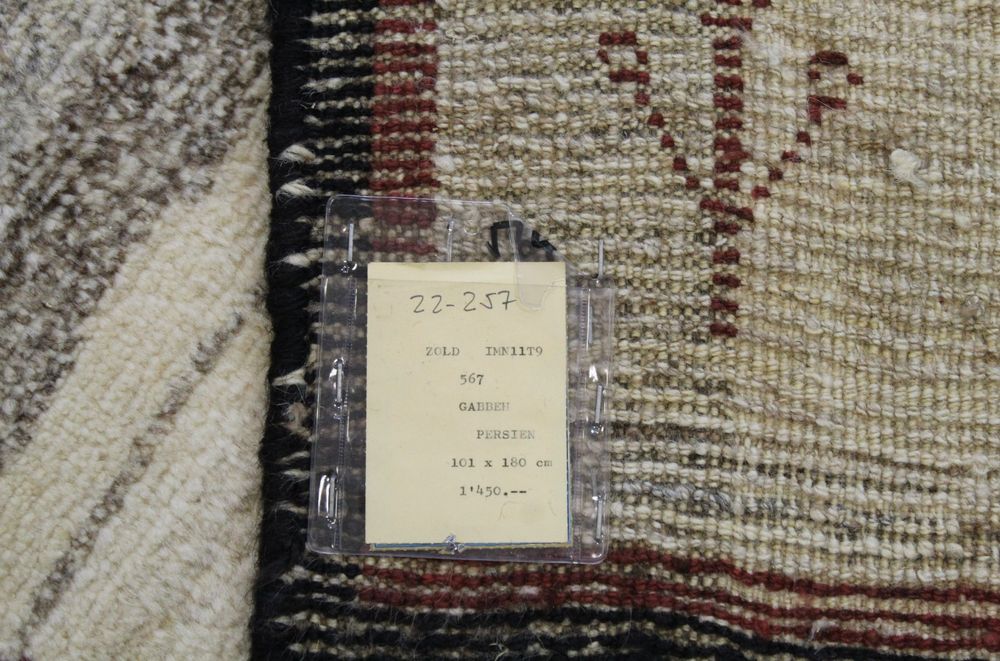 22-257
ZOLD IMN11T9
567
GABBEH
PERSIEN
101 x 180 cm
1'450.--